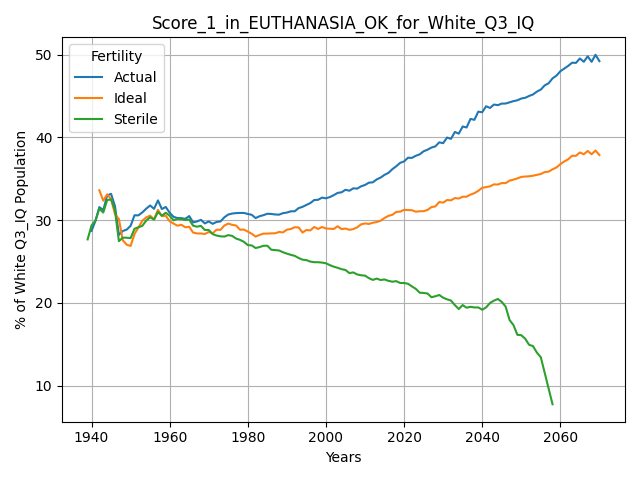 Score_1_in_EUTHANASIA_OK_for_White_Q3_IQ
Fertility
Actual
Ideal
Sterile
% of White Q3_IQ Population
50
40
30
20
10
1940 1960 1980 2000 2020 2040 2060
Years